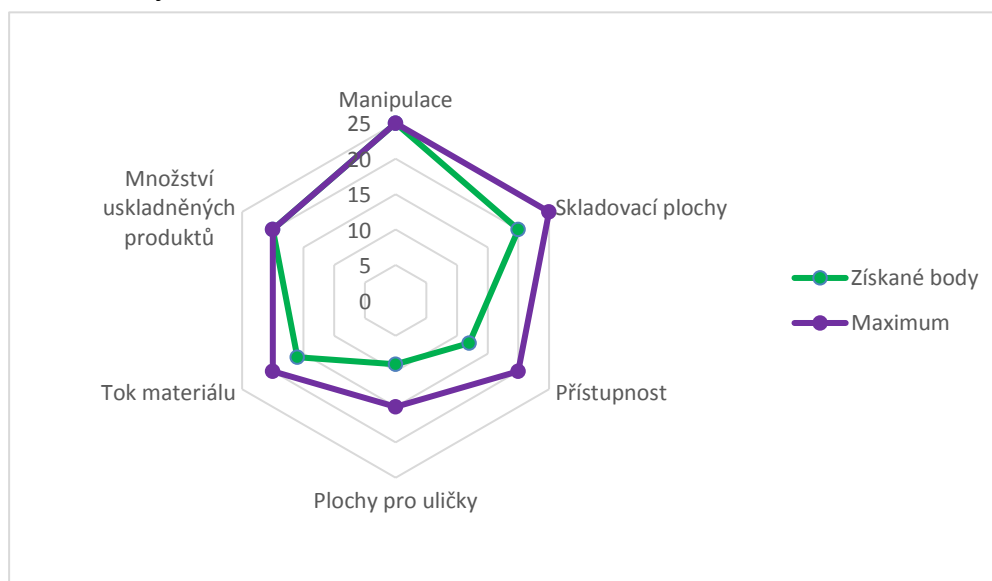 Manipulace
25
20
15
10
5
0
Množství
uskladněných
produktů
Skladovací plochy
Získané body
Maximum
Tok materiálu
Přístupnost
Plochy pro uličky